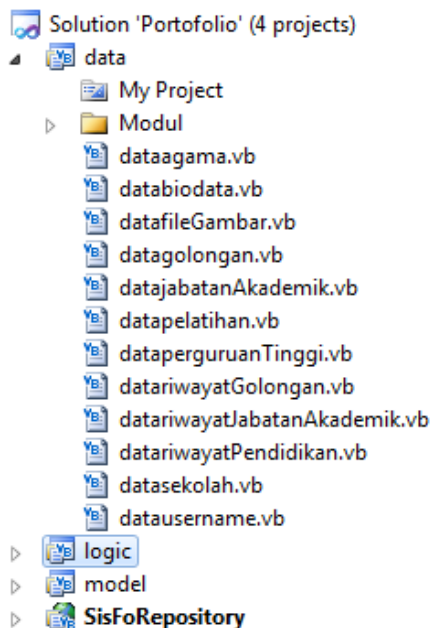 Solution 'Portofolio' (4 projects)
data
My Project
Modul
dataagama.vb
databiodata.vb
datafileGambar.vb
datagolongan.vb
datajabatanAkademik.vb
datapelatihan.vb
dataperguruanTinggi.vb
datariwayatGolongan.vb
datariwayatJabatanAkademik.vb
datariwayatPendidikan.vb
datasekolah.vb
datausername.vb
logic
model
SisFoRepository